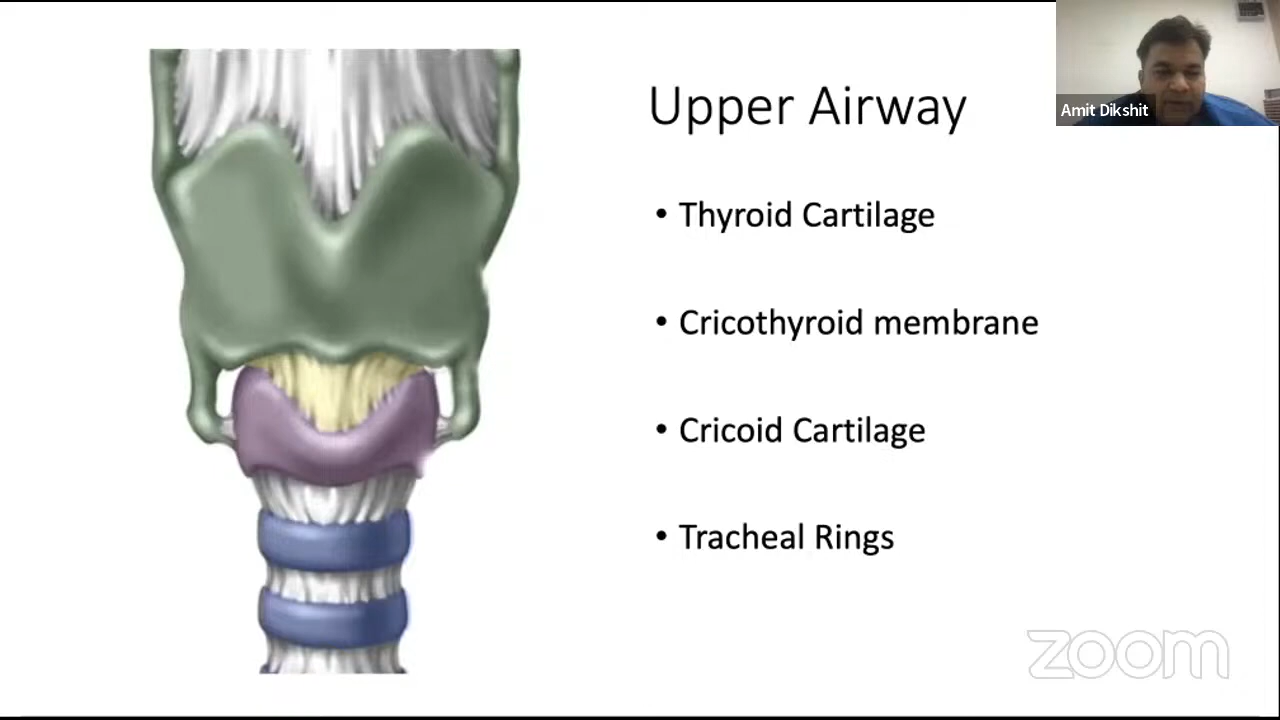 Upper Airway
Amit Dikshit
• Thyroid Cartilage
• Cricothyroid membrane
• Cricoid Cartilage
• Tracheal Rings
zoom